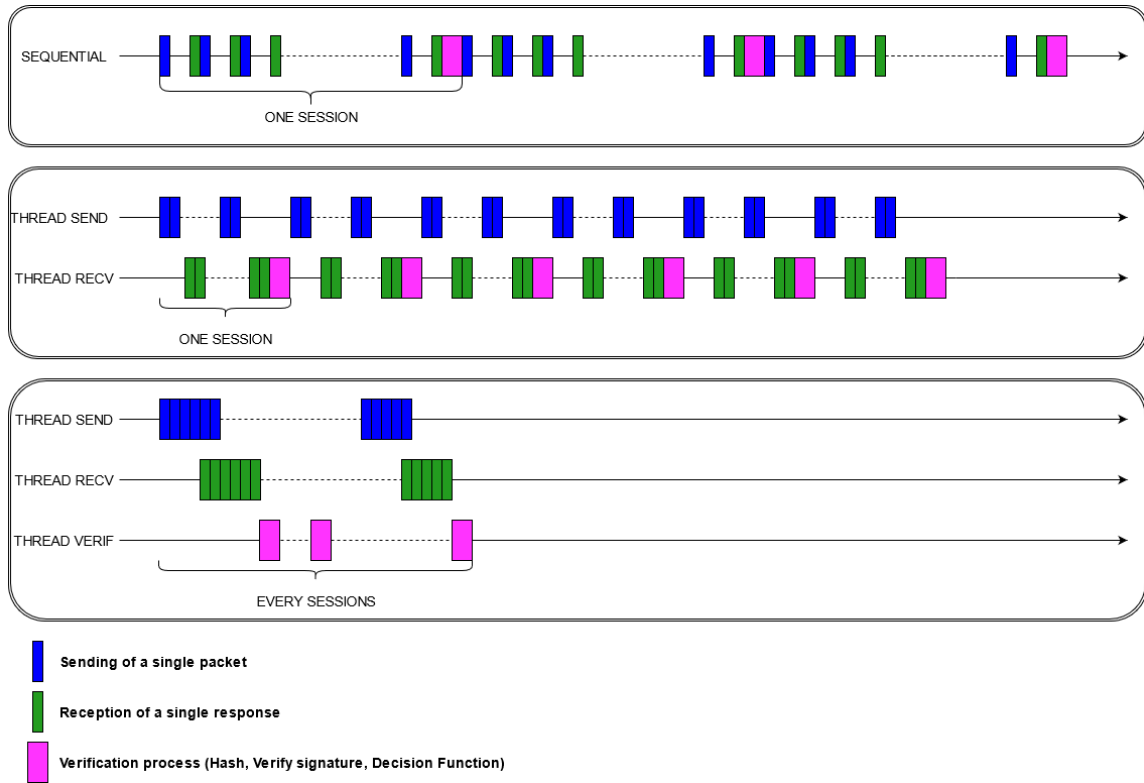 SEQUENTIAL
ONE SESSION
THREAD SEND
THREAD RECV
ONE SESSION
THREAD SEND
THREAD RECV
THREAD VERIF
EVERY SESSIONS
Sending of a single packet
Reception of a single response
Verification process (Hash, Verify signature, Decision Function)